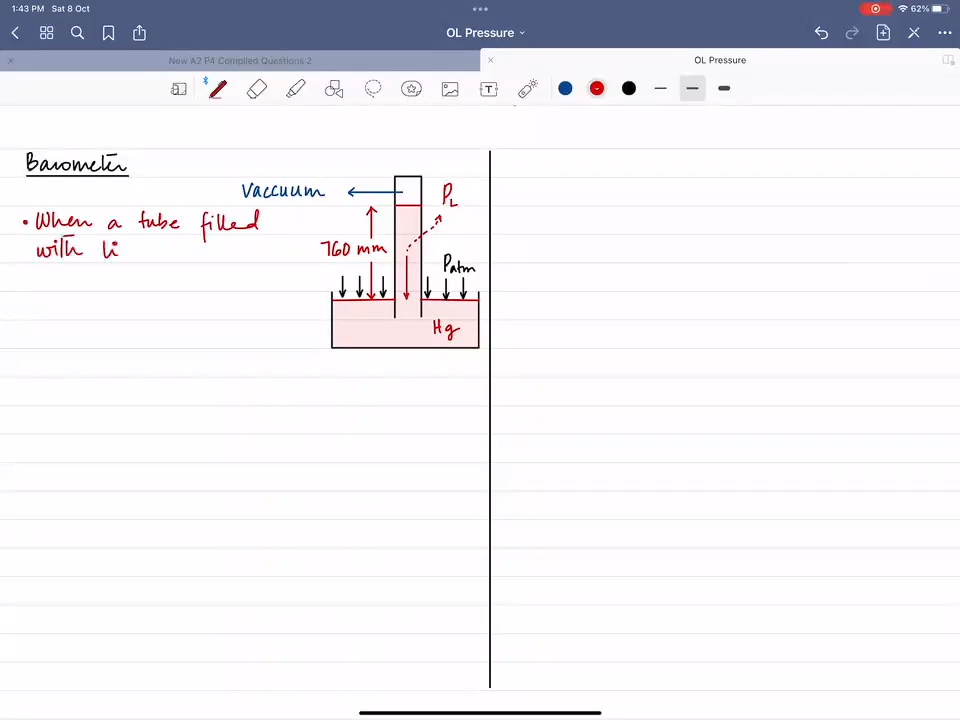 1:43 PM Sat 8 Oct
62%
OL Pressure
New A2 P4 Compiled Questions 2
OL Pressure
T
Barometer
Vaccuum
PL
• When a tube filled
with li
760 mm
Patm
Hg